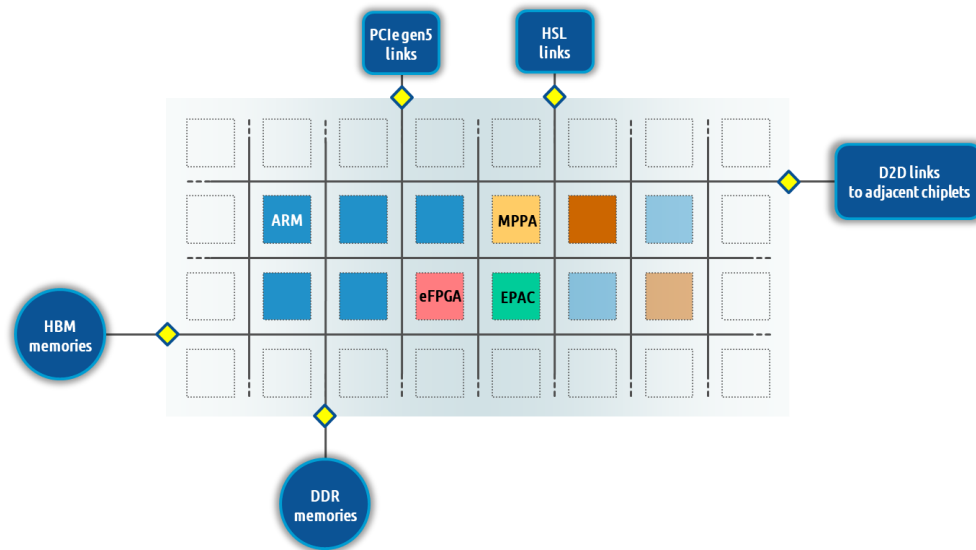 PCIe gen5
links
HSL
links
D2D links
to adjacent chiplets
ARM
MPPA
eFPGA
EPAC
HBM
memories
DDR
memories